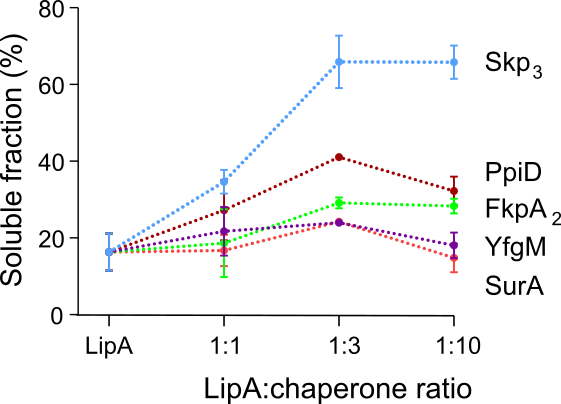 Soluble fraction (%)
80
60
40
20
0
LipA 1:1 1:3 1:10
LipA:chaperone ratio
Skp3
PpiD
FkpA2
YfgM
SurA